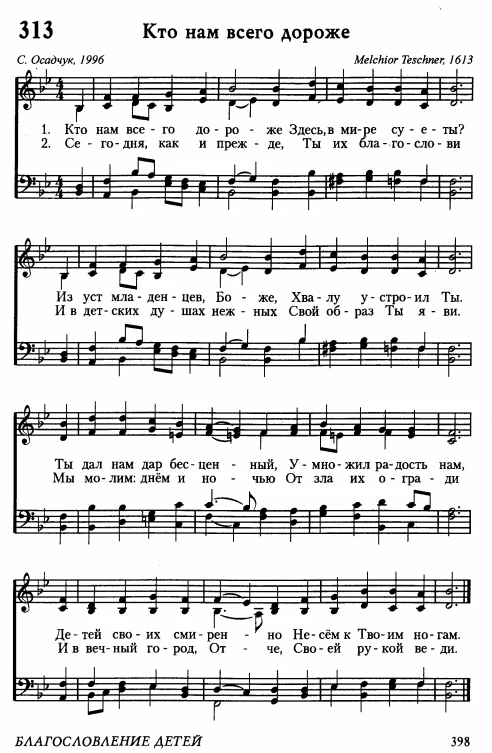 313 Кто нам всего дороже
С. Осадчук, 1996 Melchior Teschner, 1613
1. Кто нам все - го до - ро - же Здесь, в ми - ре су - е - ты?
2. Се - го - дня, как и преж - де, Ты их бла - го - сло - ви
Из уст мла - ден - цев, Бо - же, Хва - лу у - стро - ил Ты.
И в дет - ских ду - шах неж - ных Свой об - раз Ты я - ви.
Ты дал нам дар бес - цен - ный, У - мно - жил ра - дость нам,
Мы мо - лим: днём и но - чью От зла их о - гра - ди
Де - тей сво - их сми - рен - но Не - сём к Тво - им но - гам.
И в веч - ный го - род, От - че, Сво - ей ру - кой ве - ди.
БЛАГОСЛОВЛЕНИЕ ДЕТЕЙ 398